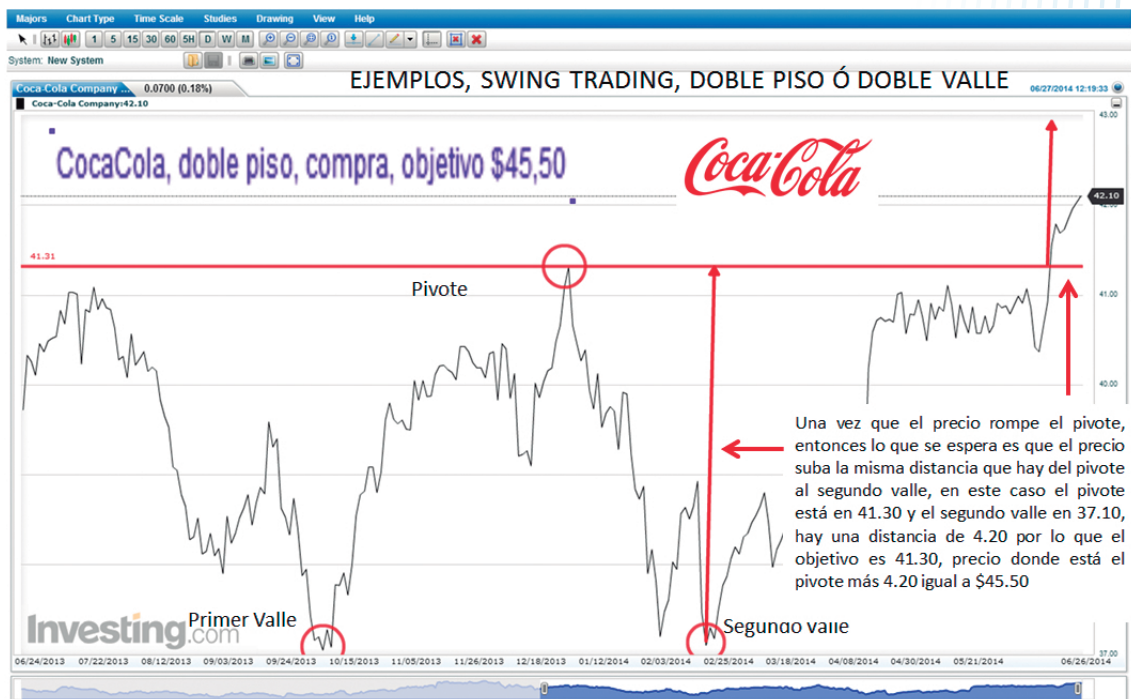 Majors Chart Type Time Scale Studies Drawing View Help
1 5 15 30 60 5H D W M
System: New System
EJEMPLOS, SWING TRADING, DOBLE PISO Ó DOBLE VALLE
Coca-Cola Company ... 0.0700 (0.18%)
06/27/2014 12:19:33
Coca-Cola Company:42.10
43.00
CocaCola, doble piso, compra, objetivo $45,50
Coca-Cola
42.10
42.00
41.31
Pivote
41.00
40.00
Una vez que el precio rompe el pivote,
entonces lo que se espera es que el precio
suba la misma distancia que hay del pivote
al segundo valle, en este caso el pivote
está en 41.30 y el segundo valle en 37.10,
hay una distancia de 4.20 por lo que el
objetivo es 41.30, precio donde está el
pivote más 4.20 igual a $45.50
Primer Valle
Segundo valle
Investing.com
37.00
06/24/2013 07/22/2013 08/12/2013 09/03/2013 09/24/2013 10/15/2013 11/05/2013 11/26/2013 12/18/2013 01/12/2014 02/03/2014 02/25/2014 03/18/2014 04/08/2014 04/30/2014 05/21/2014 06/26/2014